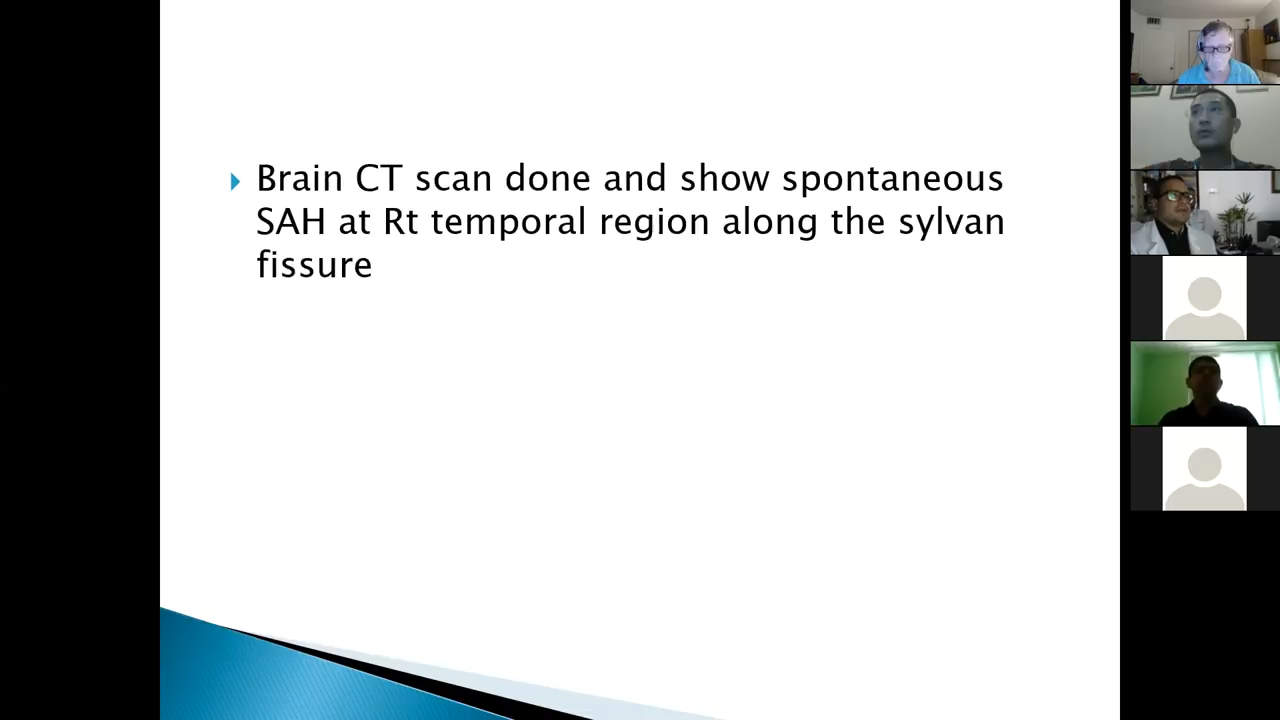 Brain CT scan done and show spontaneous
SAH at Rt temporal region along the sylvan
fissure